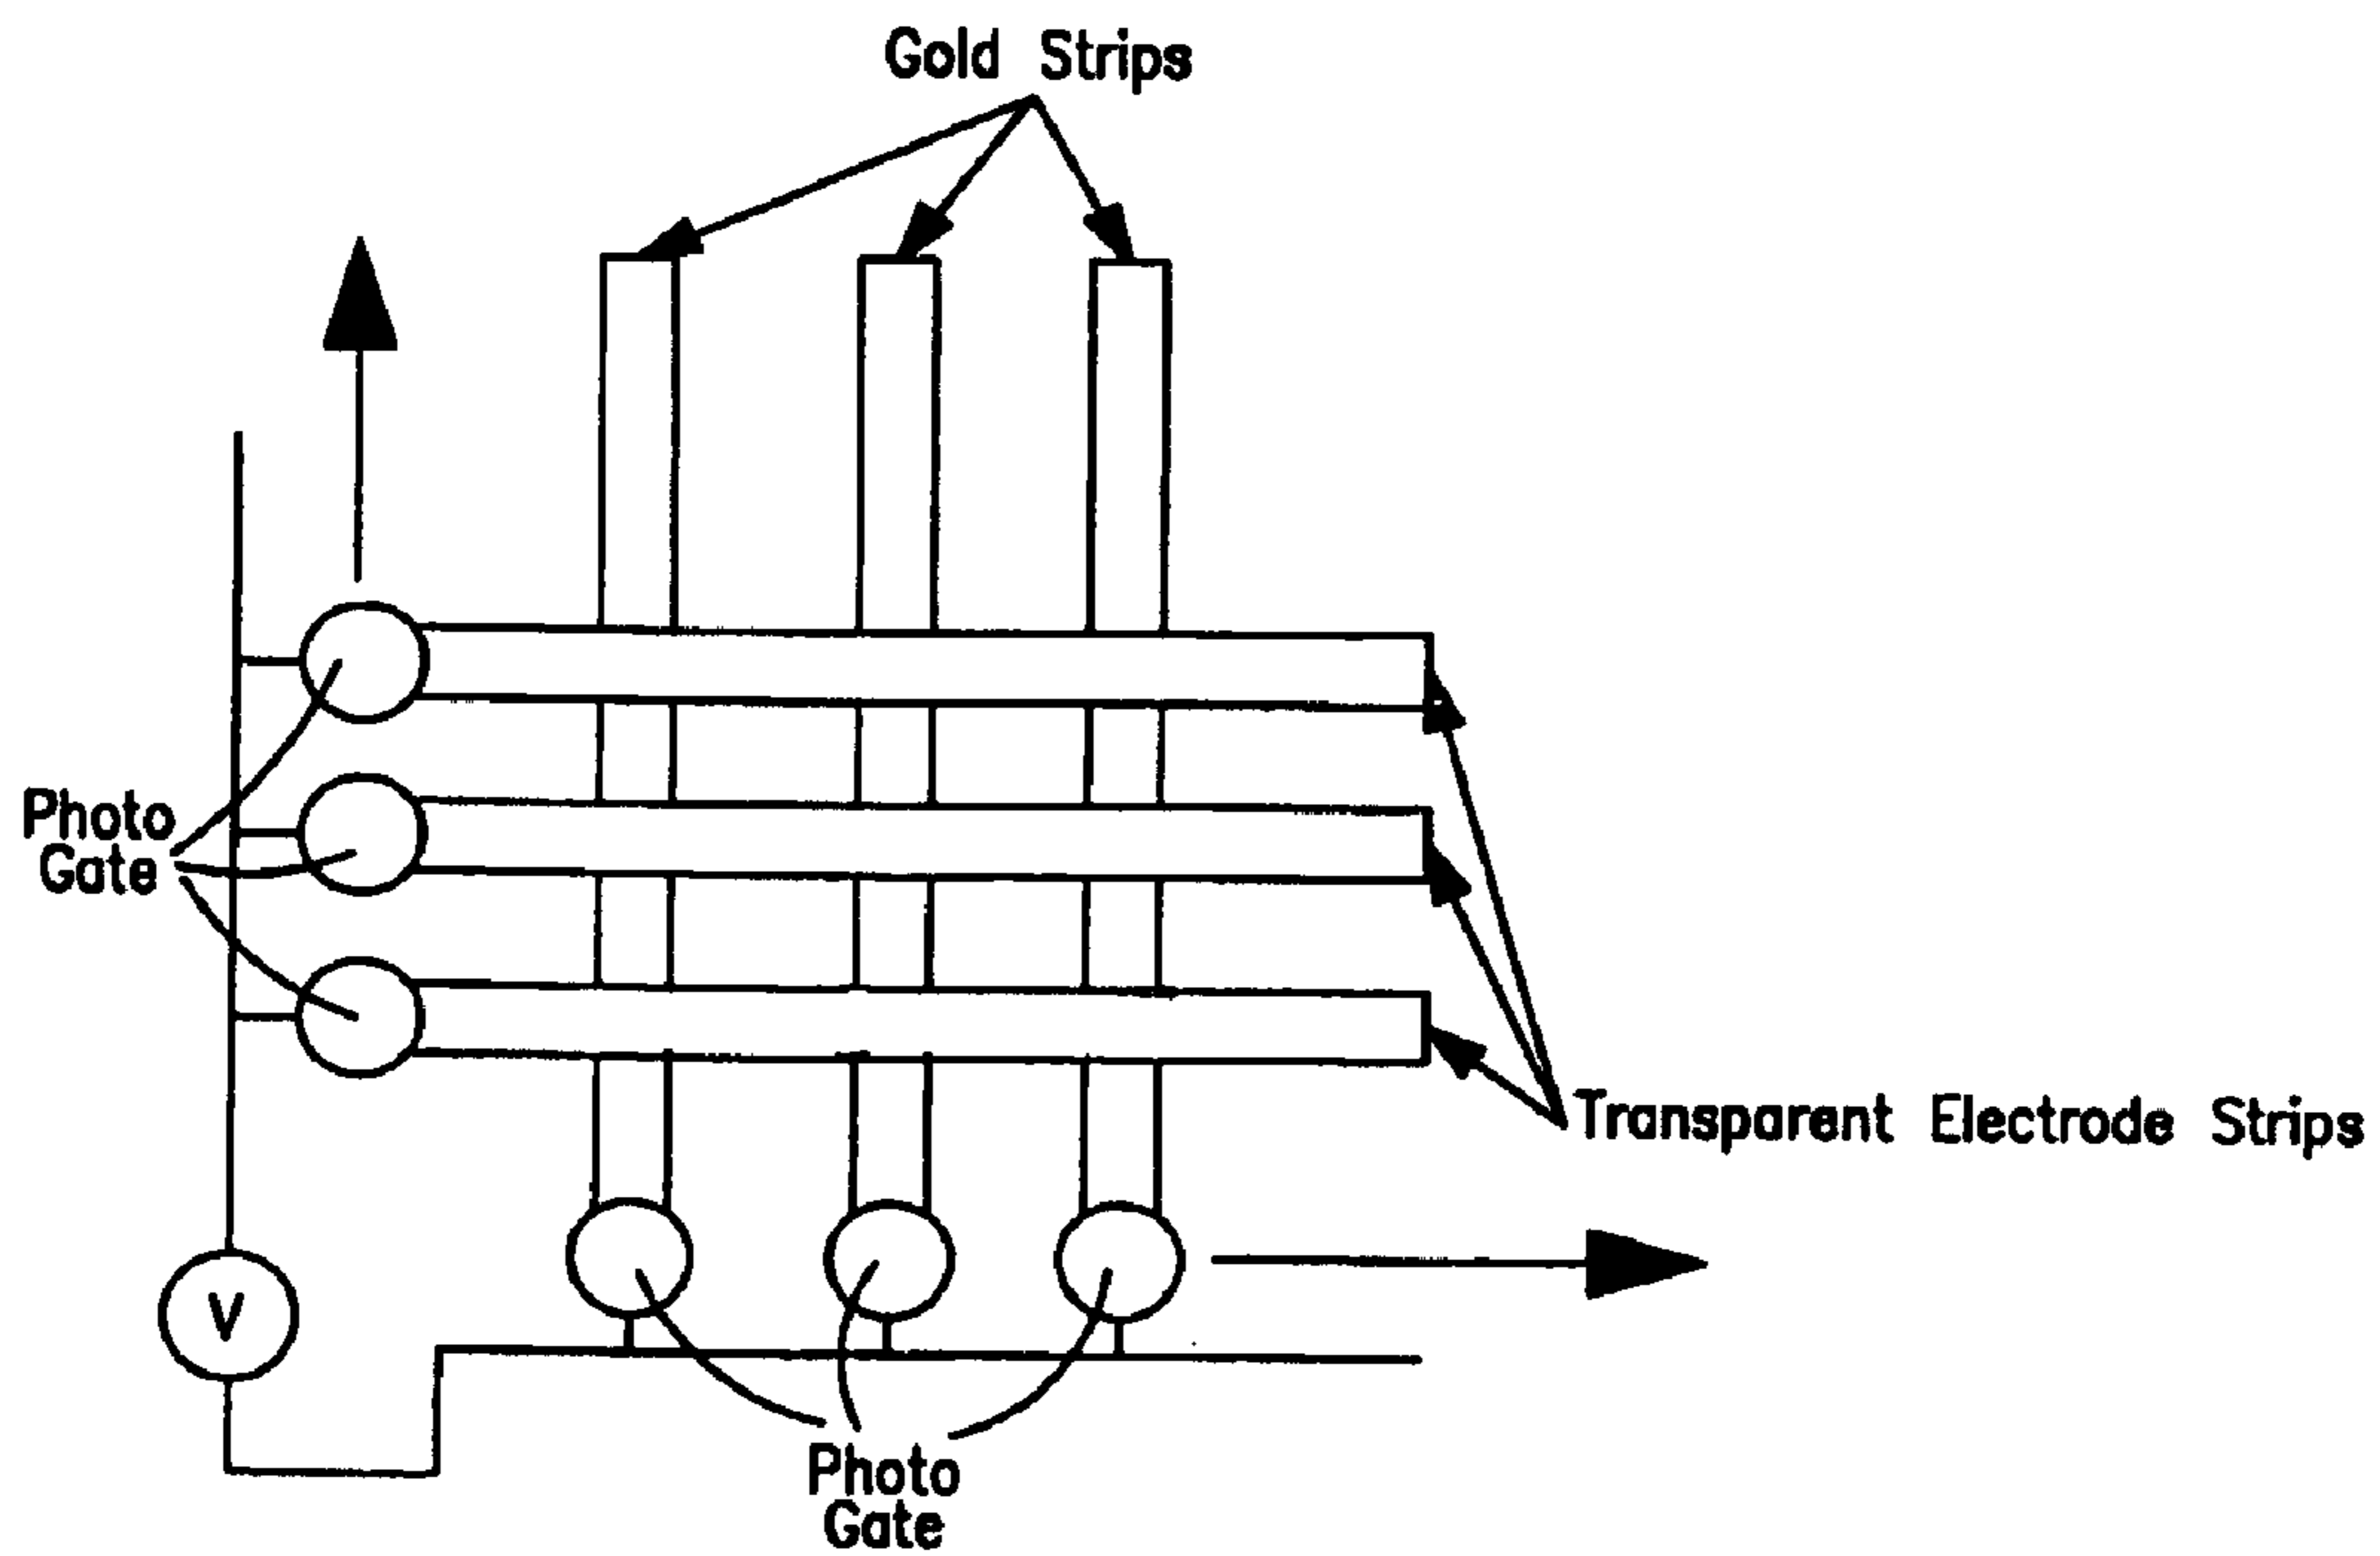 Gold Strips
Photo
Gate
Transparent Electrode Strips
V
Photo
Gate